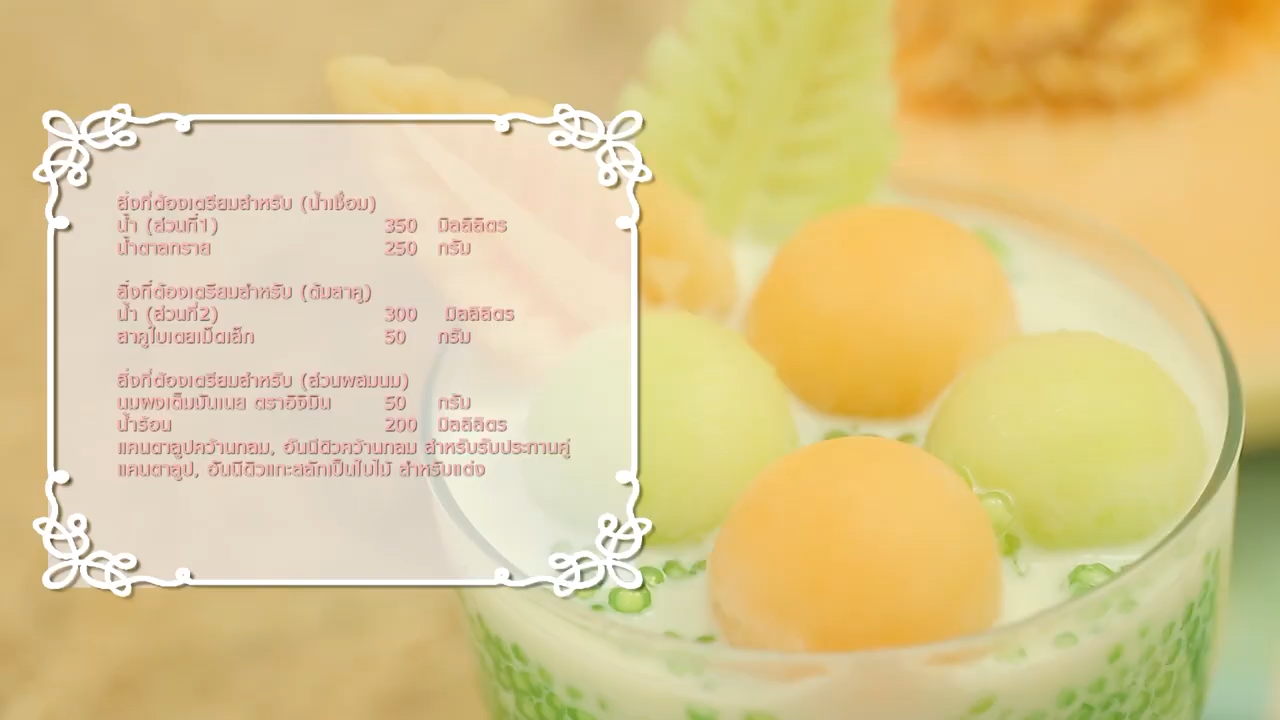 สิ่งที่ต้องเตรียมสำหรับ (น้ำเชื่อม)
น้ำ (ส่วนที่1) 350 มิลลิลิตร
น้ำตาลทราย 250 กรัม
สิ่งที่ต้องเตรียมสำหรับ (ต้มสาคู)
น้ำ (ส่วนที่2) 300 มิลลิลิตร
สาคูใบเตยเม็ดเล็ก 50 กรัม
สิ่งที่ต้องเตรียมสำหรับ (ส่วนผสมนม)
นมผงเต็มมันเนย ตราอิจิมิน 50 กรัม
น้ำร้อน 200 มิลลิลิตร
แคนตาลูปคว้านกลม, ฮันนีดิวคว้านกลม สำหรับรับประทานคู่
แคนตาลูป, ฮันนีดิวแกะสลักเป็นใบไม้ สำหรับแต่ง